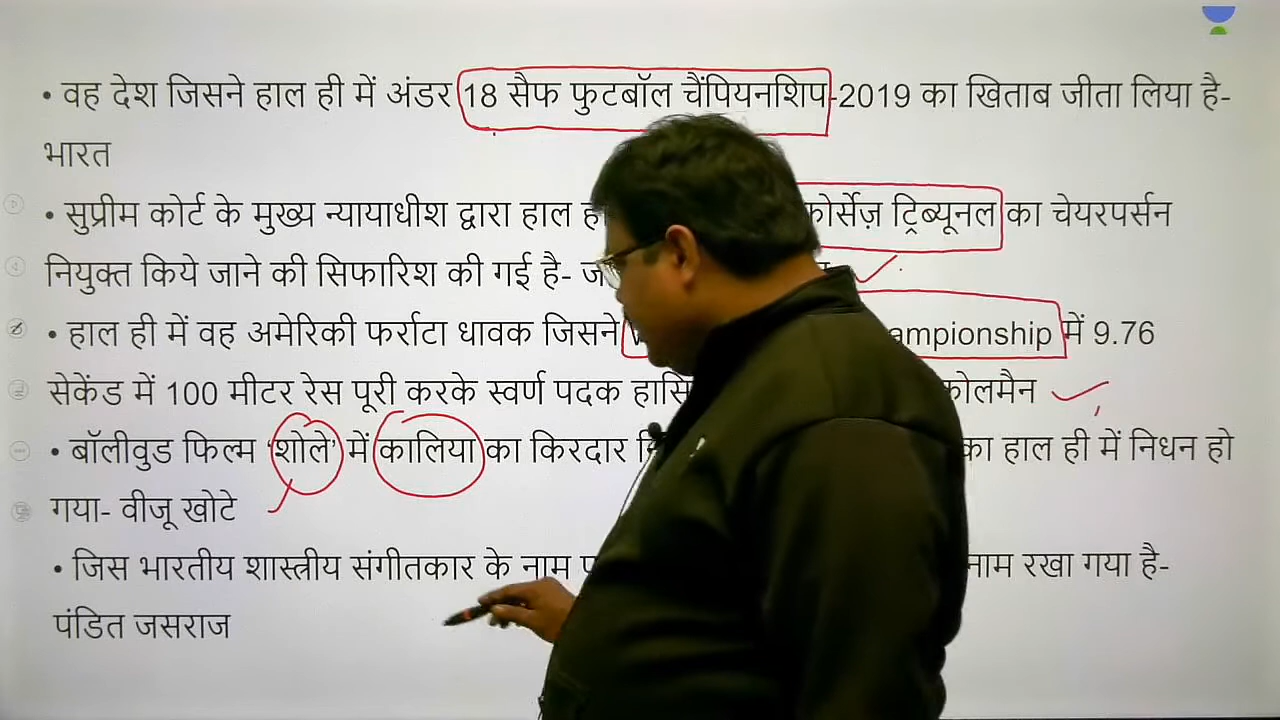 • वह देश जिसने हाल ही में अंडर 18 सैफ फुटबॉल चैंपियनशिप-2019 का खिताब जीता लिया है-
भारत
• सुप्रीम कोर्ट के मुख्य न्यायाधीश द्वारा हाल ट्रिब्यूनल का चेयरपर्सन
नियुक्त किये जाने की सिफारिश की गई है-
• हाल ही में वह अमेरिकी फर्राटा धावक जिसने में 9.76
सेकेंड में 100 मीटर रेस पूरी करके स्वर्ण पदक कोलमैन
• बॉलीवुड फिल्म 'शोले' में कालिया का किरदार का हाल ही में निधन हो
गया- वीजू खोटे
• जिस भारतीय शास्त्रीय संगीतकार के नाम नाम रखा गया है-
पंडित जसराज